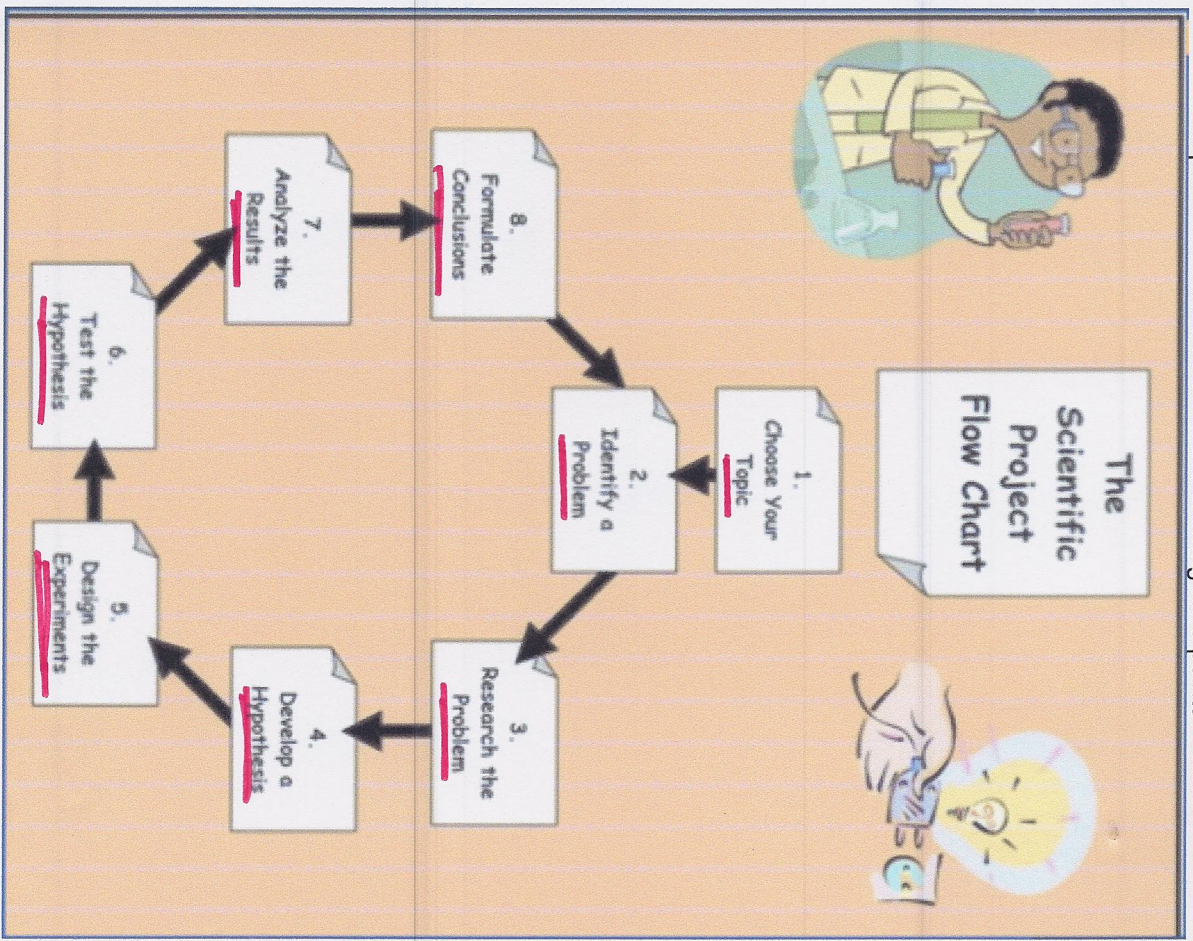 The
Scientific
Project
Flow Chart
1.
Choose Your
Topic
2.
Identify a
Problem
3.
Research the
Problem
4.
Develop a
Hypothesis
5.
Design the
Experiments
6.
Test the
Hypothesis
7.
Analyze the
Results
8.
Formulate
Conclusions